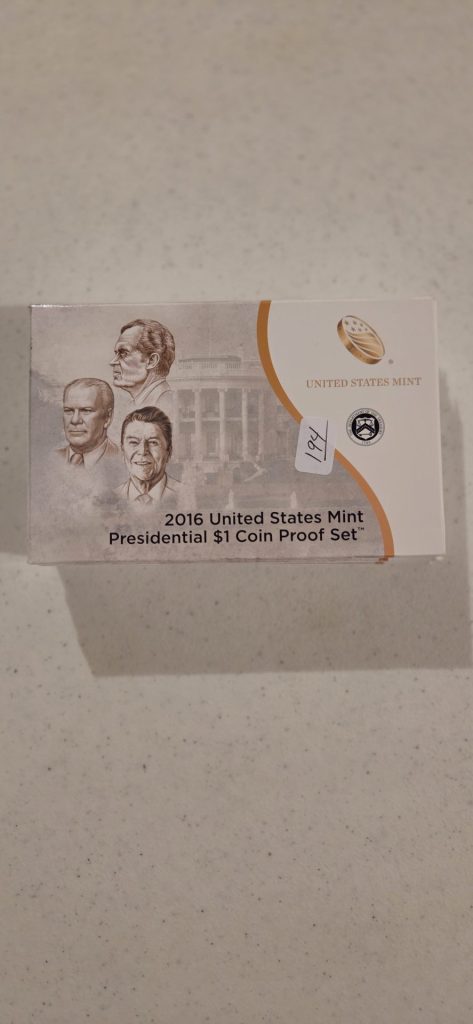 UNITED STATES MINT
194
2016 United States Mint
Presidential $1 Coin Proof Set™